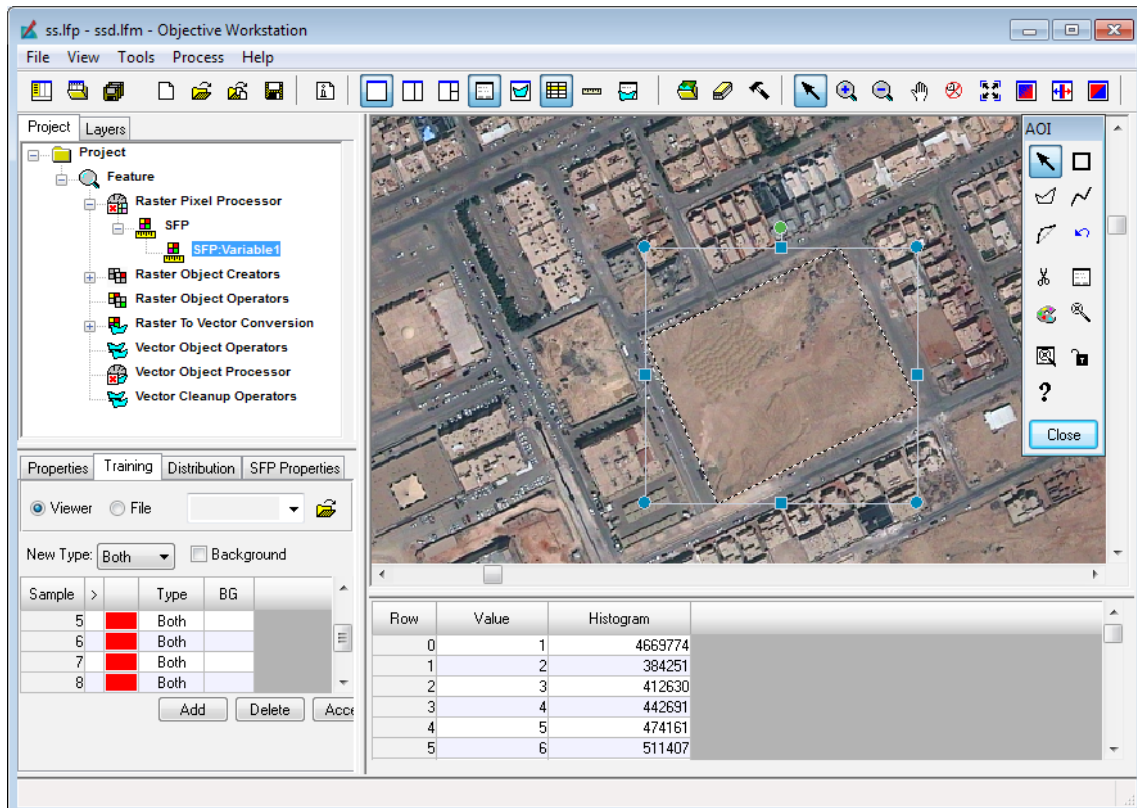 ss.lfp - ssd.lfm - Objective Workstation
File View Tools Process Help
Project Layers
Project
Feature
Raster Pixel Processor
SFP
SFP:Variable1
Raster Object Creators
Raster Object Operators
Raster To Vector Conversion
Vector Object Operators
Vector Object Processor
Vector Cleanup Operators
AOI
?
Close
Properties Training Distribution SFP Properties
Viewer File
New Type: Both Background
Sample > Type BG
5 Both
6 Both
7 Both
8 Both
Add Delete Acce
Row Value Histogram
0 1 4669774
1 2 384251
2 3 412630
3 4 442691
4 5 474161
5 6 511407